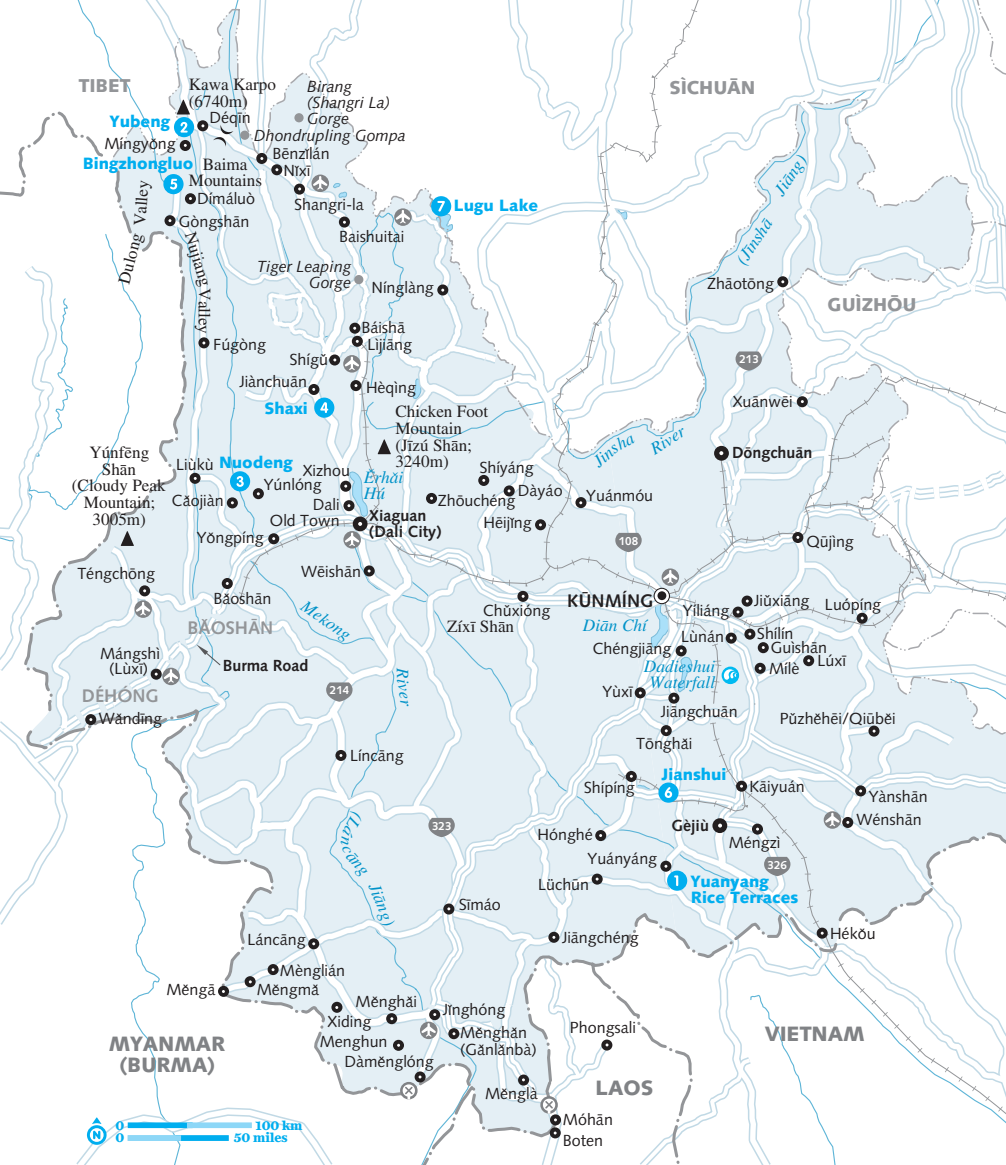 TIBET
Kawa Karpo
(6740m)
Birang
(Shangri La)
Gorge
SÌCHUĀN
Yubeng
2
Déqīn
Dhondrupling Gompa
Míngyǒng
Bēnzīlán
Bingzhongluo
5
Baima
Mountains
Nǐxī
Dímáluò
Shangri-la
7
Lugu Lake
Dulong Valley
Gòngshān
Baishuitai
Nujiang Valley
(Jīnshā Jiāng)
Tiger Leaping
Gorge
Nínglàng
Zhāotōng
GUÌZHŌU
Báishā
Lìjiāng
Fúgòng
Shígǔ
213
Jiànchuān
Hèqìng
Xuānwēi
Shaxi
4
Chicken Foot
Mountain
(Jīzú Shān;
3240m)
Jinsha River
Dōngchuān
Yúnfēng
Shān
(Cloudy Peak
Mountain;
3005m)
Liùkù
Nuodeng
3
Xizhou
Ěrhǎi
Hú
Shíyáng
Yúnlóng
Dàyáo
Cǎojiàn
Zhōuchéng
Yuánmóu
Dali
Old Town
Xiaguan
(Dali City)
Hēijǐng
Yǒngpíng
108
Qūjìng
Wēishān
Téngchōng
Bǎoshān
Chǔxióng
KŪNMÍNG
Jiǔxiāng
Yíliáng
Luópíng
Mekong
Zíxī Shān
Diān Chí
BǍOSHĀN
Lùnán
Shílín
Chéngjiāng
Guìshān
Mángshì
(Lùxī)
Burma Road
Dadieshui
Waterfall
Lúxī
Mílè
River
DÉHÓNG
214
Yùxī
Jiāngchuān
Wǎndīng
Pǔzhěhēi/Qiūběi
Tōnghǎi
Líncāng
Jianshui
6
Shípíng
Kāiyuán
Yànshān
(Láncāng Jiāng)
323
Gèjiù
Wénshān
Hónghé
Méngzì
Yuányáng
326
Lüchūn
1
Yuanyang
Rice Terraces
Sīmáo
Jiāngchéng
Hékǒu
Láncāng
Mènglián
Měngā
Měngmǎ
Měnghǎi
Jǐnghóng
Xiding
Menghun
Měnghǎn
(Gǎnlǎnbà)
Phongsali
VIETNAM
MYANMAR
(BURMA)
Dàměnglóng
Měnglà
LAOS
Móhān
Boten
N
0 100 km
0 50 miles